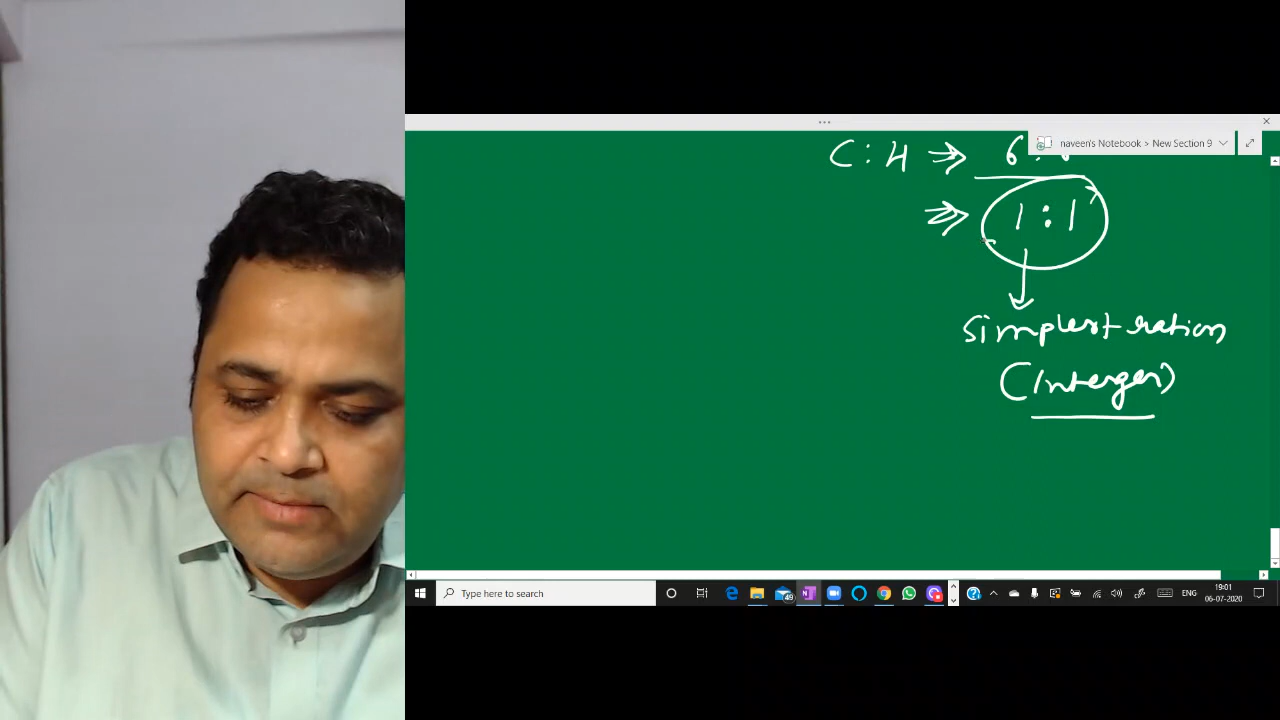 naveen's Notebook > New Section 9
C : H ⇒ 6 :
⇒ 1 : 1
Simplest ration
(Interger)
Type here to search
49
ENG
19:01
06-07-2020